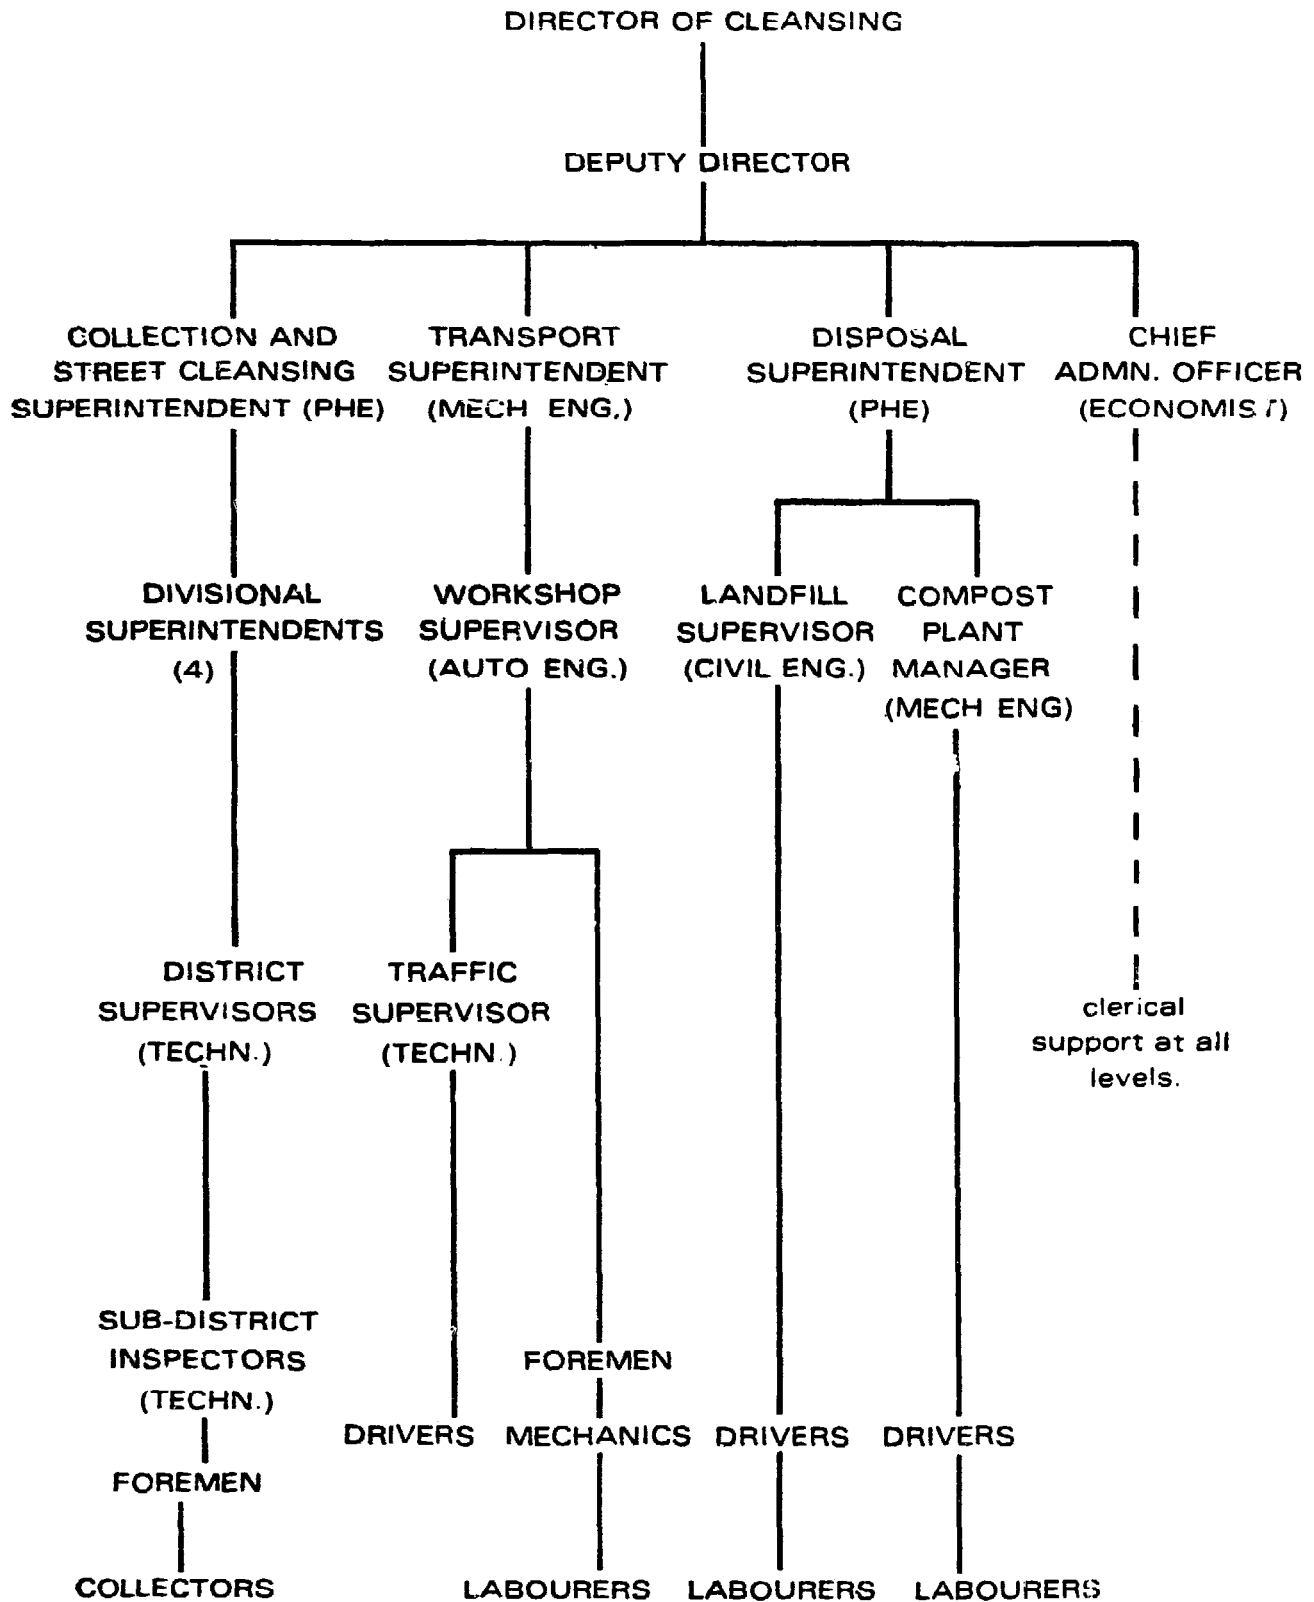 DIRECTOR OF CLEANSING
DEPUTY DIRECTOR
COLLECTION AND
STREET CLEANSING
SUPERINTENDENT (PHE)
TRANSPORT
SUPERINTENDENT
(MECH ENG.)
DISPOSAL
SUPERINTENDENT
(PHE)
CHIEF
ADMN. OFFICER
(ECONOMIST)
DIVISIONAL
SUPERINTENDENTS
(4)
WORKSHOP
SUPERVISOR
(AUTO ENG.)
LANDFILL
SUPERVISOR
(CIVIL ENG.)
COMPOST
PLANT
MANAGER
(MECH ENG)
DISTRICT
SUPERVISORS
(TECHN.)
TRAFFIC
SUPERVISOR
(TECHN.)
clerical
support at all
levels.
SUB-DISTRICT
INSPECTORS
(TECHN.)
FOREMEN
DRIVERS
MECHANICS
DRIVERS
DRIVERS
FOREMEN
COLLECTORS
LABOURERS
LABOURERS
LABOURERS